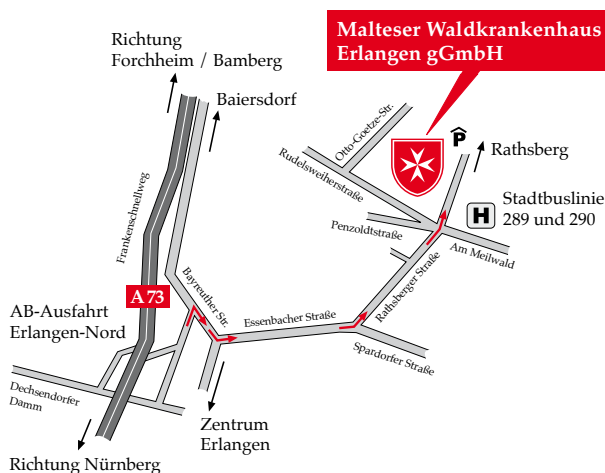 Malteser Waldkrankenhaus
Erlangen gGmbH
Richtung
Forchheim / Bamberg
Baiersdorf
Otto-Goetze-Str.
Rudelsweiherstraße
P
Rathsberg
H
Stadtbuslinie
289 und 290
Penzoldtstraße
Am Meilwald
Frankenschnellweg
Bayreuther Str.
Rathsberger Straße
A 73
AB-Ausfahrt
Erlangen-Nord
Essenbacher Straße
Spardorfer Straße
Dechsendorfer
Damm
Zentrum
Erlangen
Richtung Nürnberg